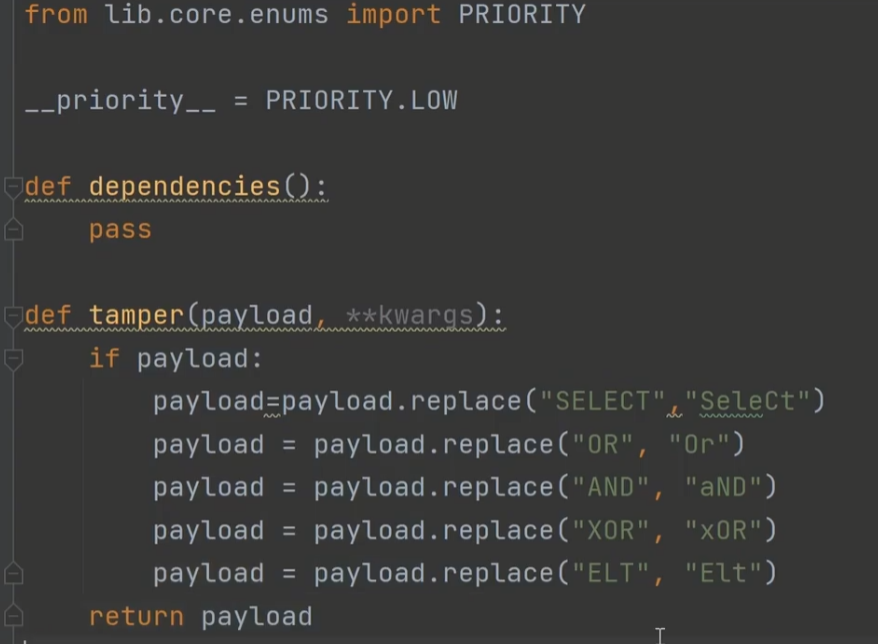 from lib.core.enums import PRIORITY
__priority__ = PRIORITY.LOW
def dependencies():
pass
def tamper(payload, **kwargs):
if payload:
payload=payload.replace("SELECT","SeleCt")
payload = payload.replace("OR", "Or")
payload = payload.replace("AND", "aND")
payload = payload.replace("XOR", "xOR")
payload = payload.replace("ELT", "Elt")
return payload